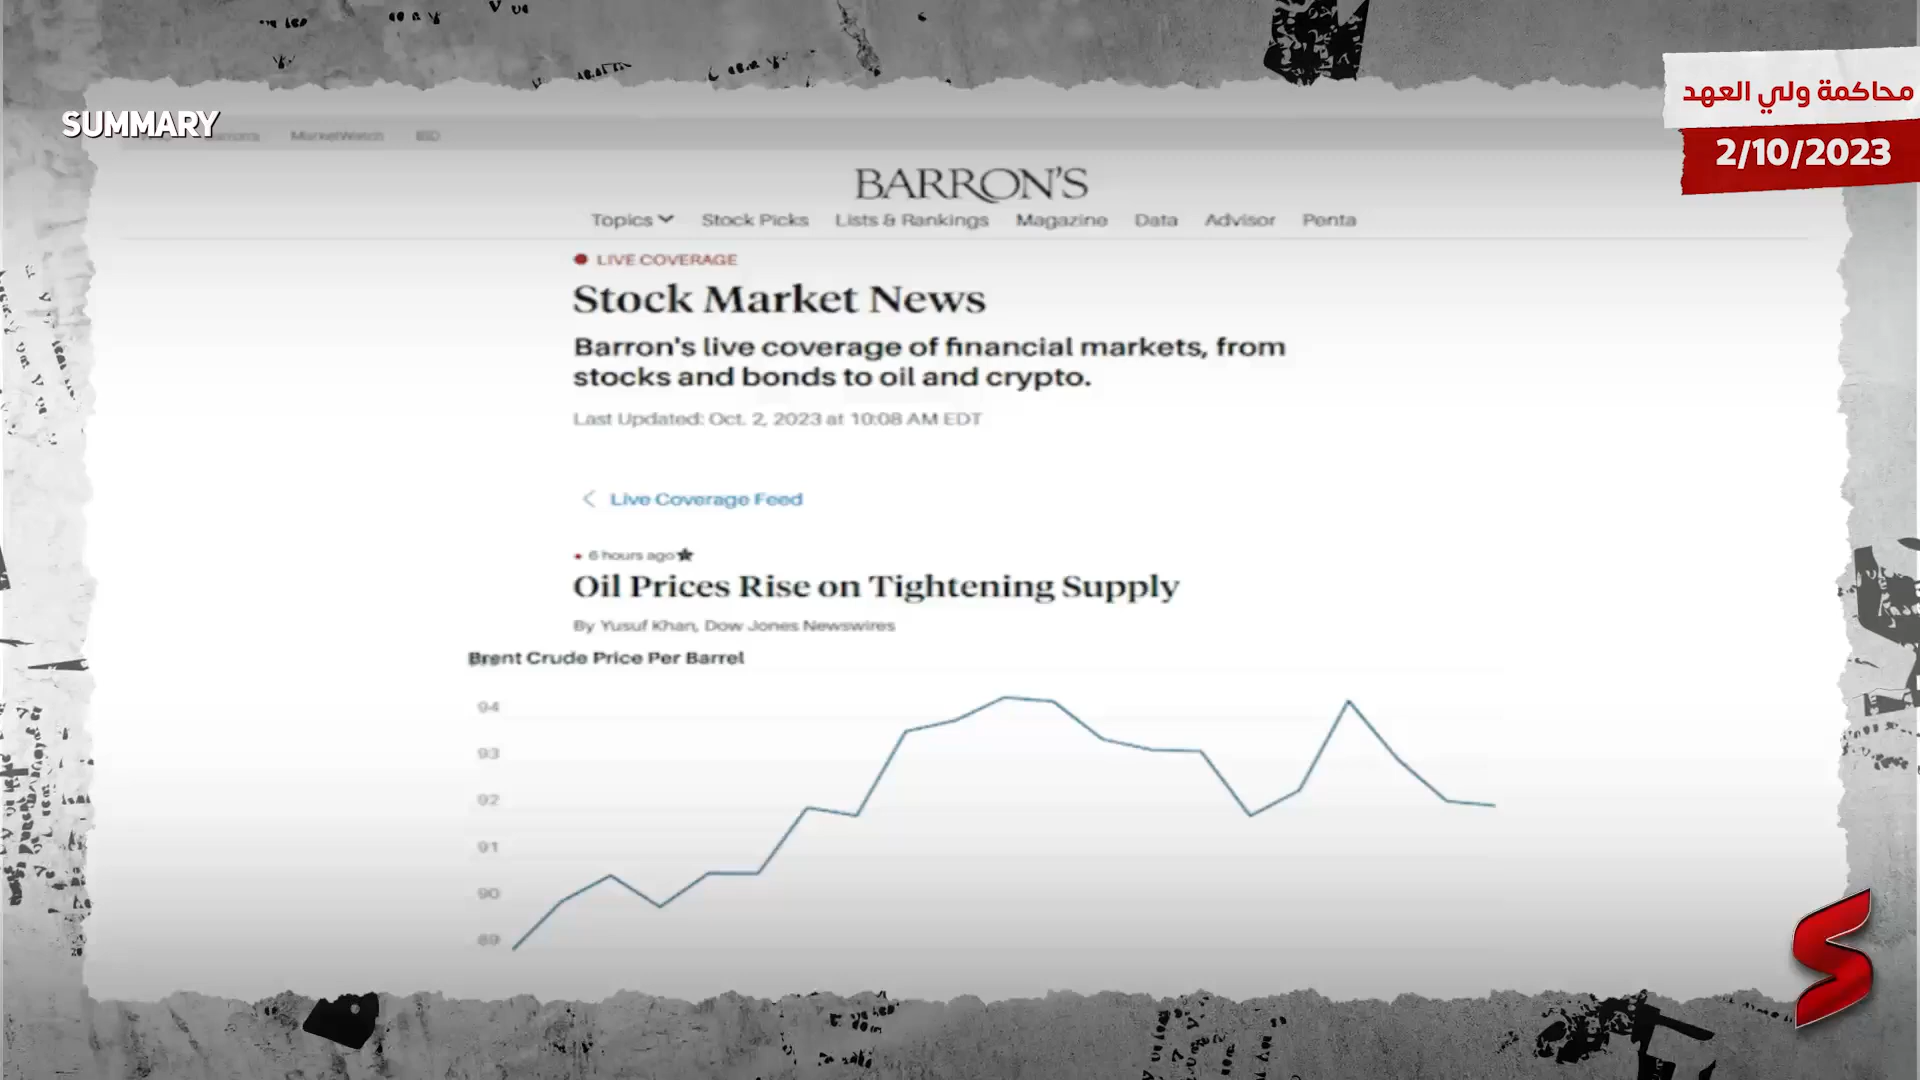 محاكمة ولي العهد
2/10/2023
SUMMARY
MarketWatch
IBD
BARRON'S
Topics Stock Picks Lists & Rankings Magazine Data Advisor Penta
LIVE COVERAGE
Stock Market News
Barron's live coverage of financial markets, from
stocks and bonds to oil and crypto.
Last Updated: Oct. 2, 2023 at 10:08 AM EDT
Live Coverage Feed
6 hours ago
Oil Prices Rise on Tightening Supply
By Yusuf Khan, Dow Jones Newswires
Brent Crude Price Per Barrel
94
93
92
91
90
89